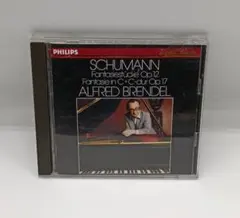 PHILIPS
SCHUMANN
Fantasiestücke Op.12
Fantasie in C • C-dur Op.17
ALFRED BRENDEL